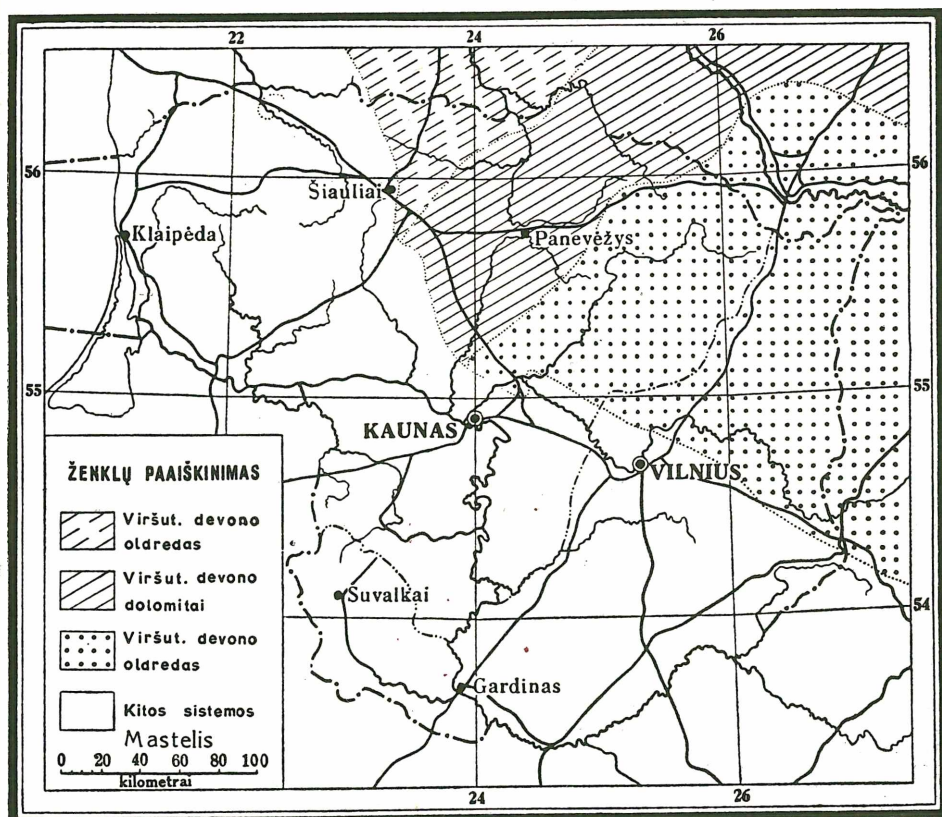 22
24
26
56
56
Šiauliai
Klaipėda
Panevėžys
55
55
KAUNAS
VILNIUS
Suvalkai
54
Gardinas
ŽENKLŲ PAAIŠKINIMAS
Viršut. devono
oldredas
Viršut. devono
dolomitai
Viršut. devono
oldredas
Kitos sistemos
Mastelis
0 20 40 60 80 100
kilometrai
24
26